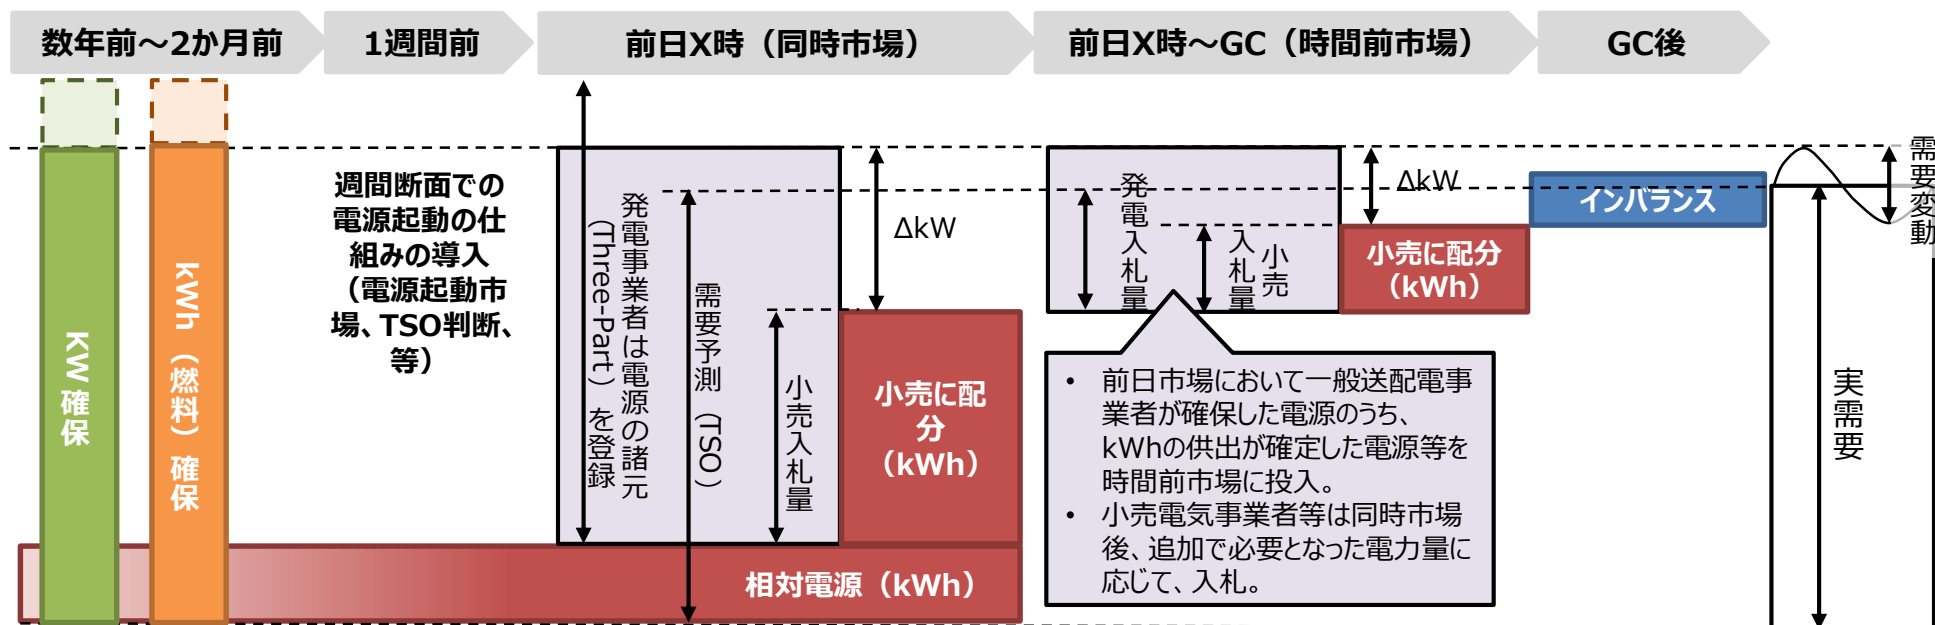 数年前～2か月前
1週間前
前日X時（同時市場）
前日X時～GC（時間前市場）
GC後
KW 確保
kWh（燃料）確保
週間断面での
電源起動の仕
組みの導入
（電源起動市
場、TSO判断、
等）
発電事業者は電源の諸元
（Three-Part）を登録
需要予測（TSO）
小売入札量
ΔkW
小売に配
分
（kWh）
相対電源（kWh）
発電入札量
小売
入札量
ΔkW
小売に配分
（kWh）
インバランス
需要変動
実需要
• 前日市場において一般送配電事
業者が確保した電源のうち、
kWhの供出が確定した電源等を
時間前市場に投入。
• 小売電気事業者等は同時市場
後、追加で必要となった電力量に
応じて、入札。